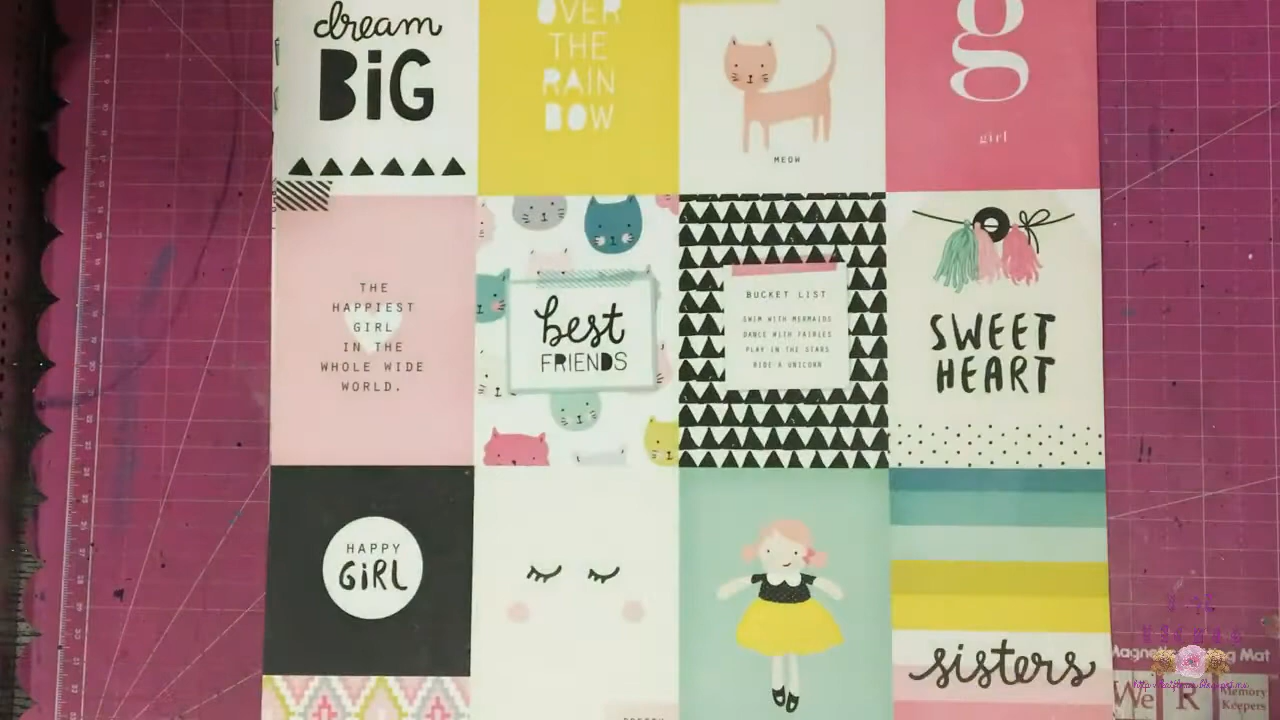 dream
BiG
OVER
THE
RAIN
BOW
MEOW
g
girl
THE
HAPPIEST
GIRL
IN THE
WHOLE WIDE
WORLD.
best
FRIENDS
BUCKET LIST
SWIM WITH MERMAIDS
DANCE WITH FAIRIES
PLAY IN THE STARS
RIDE A UNICORN
SWEET
HEART
HAPPY
GiRL
sisters
Magnetic
Mat
We R
Memory
Keepers